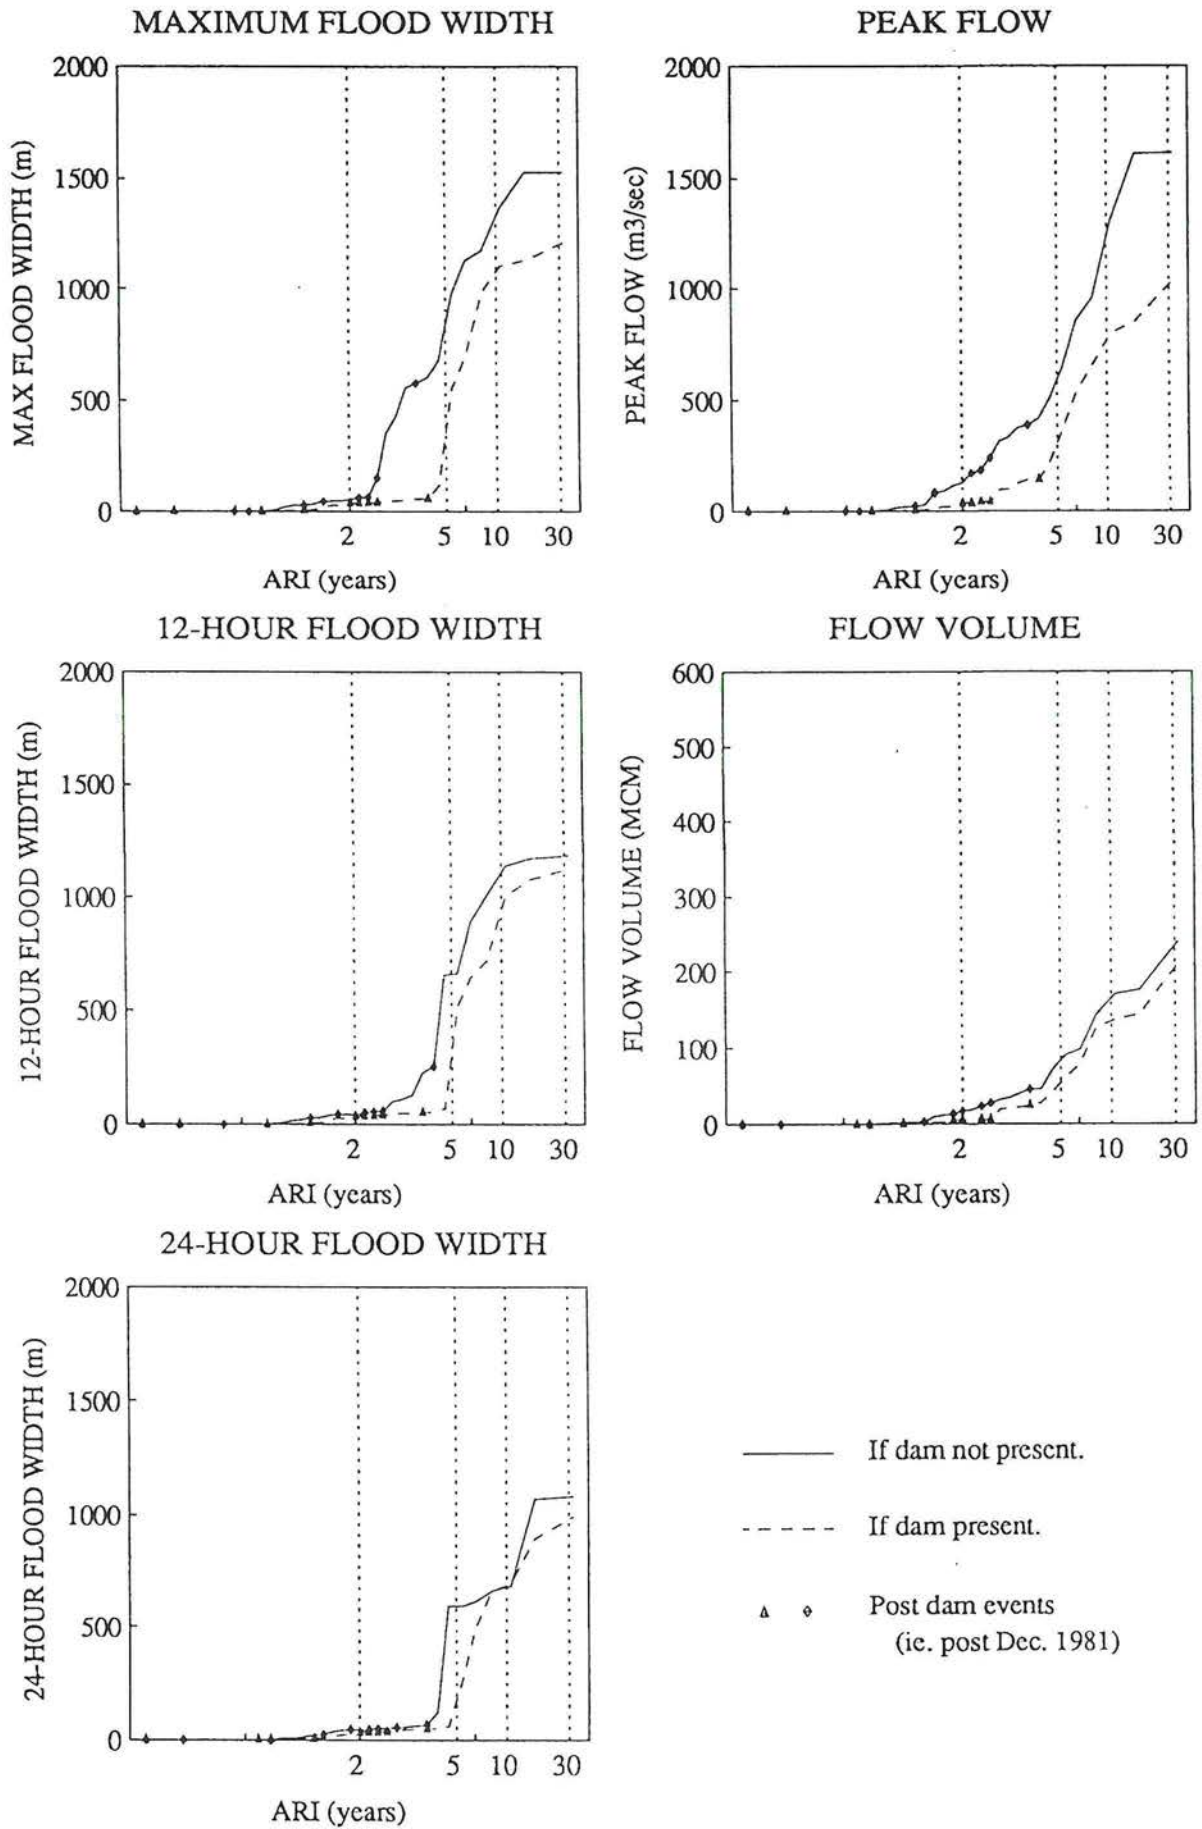 MAXIMUM FLOOD WIDTH
MAX FLOOD WIDTH (m)
2000
1500
1000
500
0
2 5 10 30
ARI (years)
PEAK FLOW
PEAK FLOW (m3/sec)
2000
1500
1000
500
0
2 5 10 30
ARI (years)
12-HOUR FLOOD WIDTH
12-HOUR FLOOD WIDTH (m)
2000
1500
1000
500
0
2 5 10 30
ARI (years)
FLOW VOLUME
FLOW VOLUME (MCM)
600
500
400
300
200
100
0
2 5 10 30
ARI (years)
24-HOUR FLOOD WIDTH
24-HOUR FLOOD WIDTH (m)
2000
1500
1000
500
0
2 5 10 30
ARI (years)
If dam not present.
If dam present.
Post dam events
(ie. post Dec. 1981)